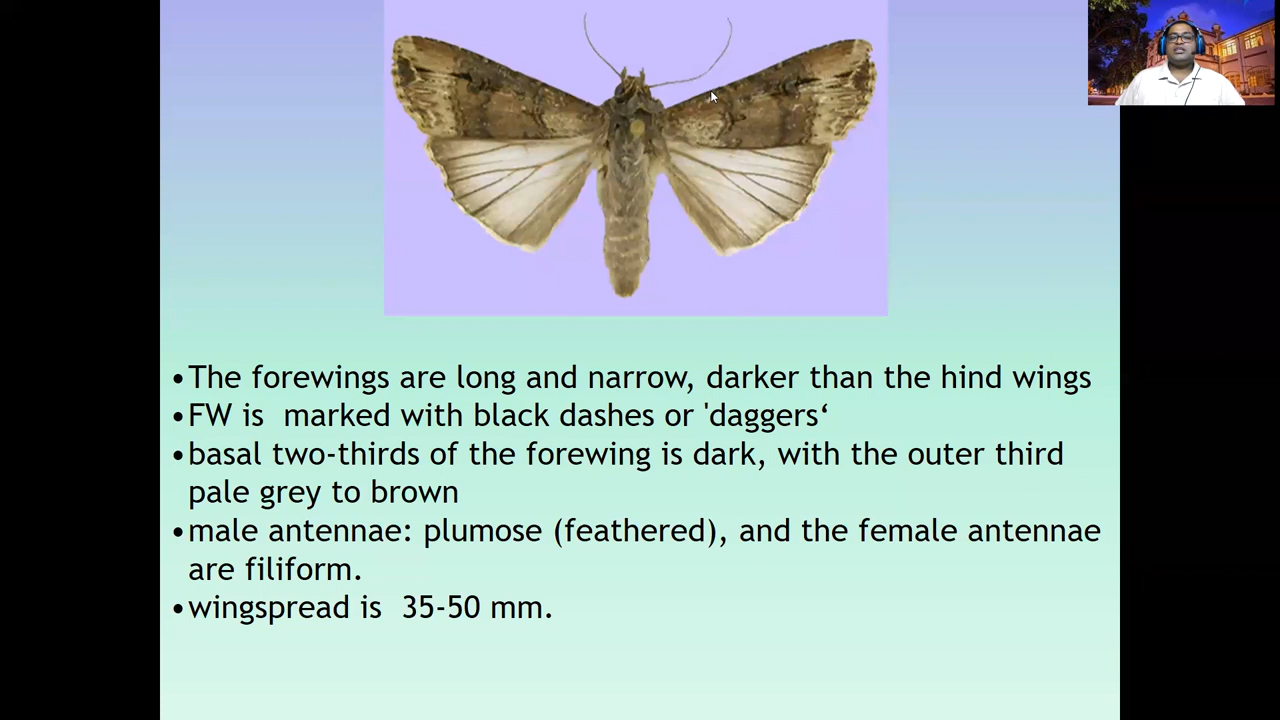 •The forewings are long and narrow, darker than the hind wings
•FW is  marked with black dashes or 'daggers‘
•basal two-thirds of the forewing is dark, with the outer third
pale grey to brown
•male antennae: plumose (feathered), and the female antennae
are filiform.
•wingspread is  35-50 mm.